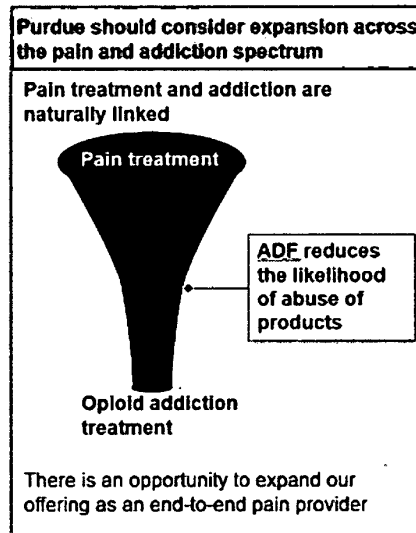 Purdue should consider expansion across
the pain and addiction spectrum
Pain treatment and addiction are
naturally linked
Pain treatment
ADF reduces
the likelihood
of abuse of
products
Opioid addiction
treatment
There is an opportunity to expand our
offering as an end-to-end pain provider